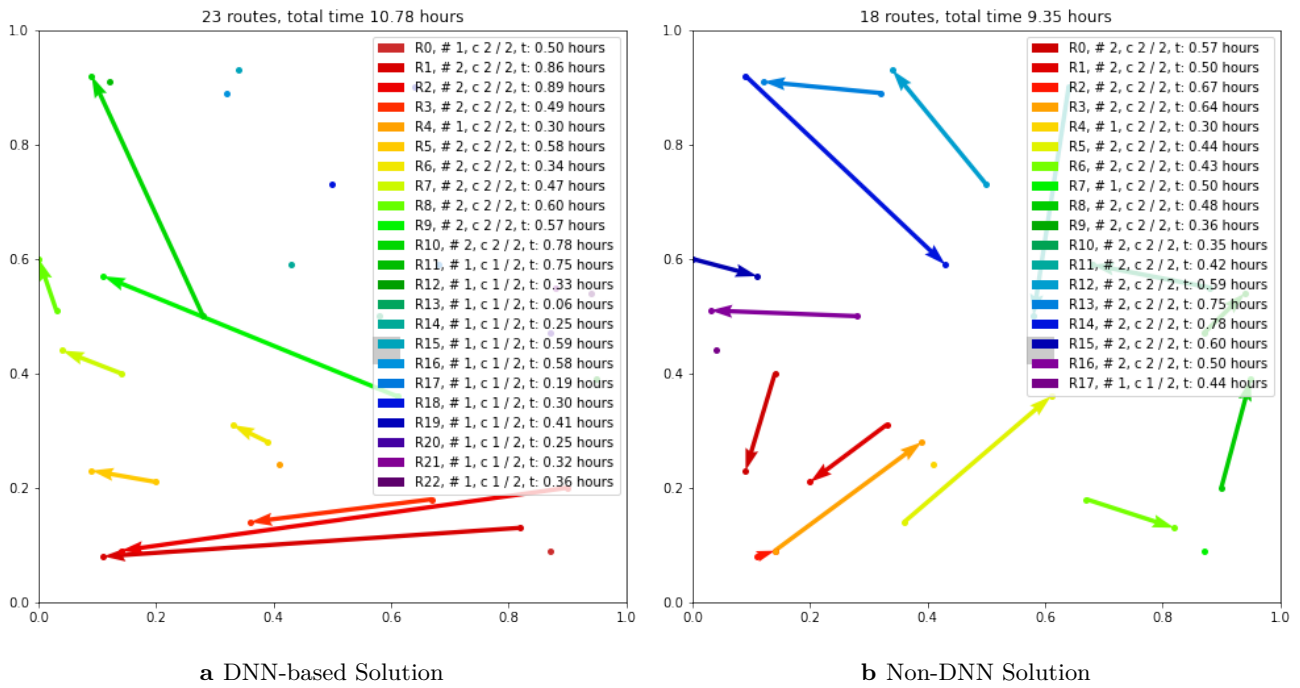 23 routes, total time 10.78 hours
1.0
0.8
0.6
0.4
0.2
0.0
0.0 0.2 0.4 0.6 0.8 1.0
R0, # 1, c 2 / 2, t: 0.50 hours
R1, # 2, c 2 / 2, t: 0.86 hours
R2, # 2, c 2 / 2, t: 0.89 hours
R3, # 2, c 2 / 2, t: 0.49 hours
R4, # 1, c 2 / 2, t: 0.30 hours
R5, # 2, c 2 / 2, t: 0.58 hours
R6, # 2, c 2 / 2, t: 0.34 hours
R7, # 2, c 2 / 2, t: 0.47 hours
R8, # 2, c 2 / 2, t: 0.60 hours
R9, # 2, c 2 / 2, t: 0.57 hours
R10, # 2, c 2 / 2, t: 0.78 hours
R11, # 1, c 1 / 2, t: 0.75 hours
R12, # 1, c 1 / 2, t: 0.33 hours
R13, # 1, c 1 / 2, t: 0.06 hours
R14, # 1, c 1 / 2, t: 0.25 hours
R15, # 1, c 1 / 2, t: 0.59 hours
R16, # 1, c 1 / 2, t: 0.58 hours
R17, # 1, c 1 / 2, t: 0.19 hours
R18, # 1, c 1 / 2, t: 0.30 hours
R19, # 1, c 1 / 2, t: 0.41 hours
R20, # 1, c 1 / 2, t: 0.25 hours
R21, # 1, c 1 / 2, t: 0.32 hours
R22, # 1, c 1 / 2, t: 0.36 hours
a DNN-based Solution
18 routes, total time 9.35 hours
1.0
0.8
0.6
0.4
0.2
0.0
0.0 0.2 0.4 0.6 0.8 1.0
R0, # 2, c 2 / 2, t: 0.57 hours
R1, # 2, c 2 / 2, t: 0.50 hours
R2, # 2, c 2 / 2, t: 0.67 hours
R3, # 2, c 2 / 2, t: 0.64 hours
R4, # 1, c 2 / 2, t: 0.30 hours
R5, # 2, c 2 / 2, t: 0.44 hours
R6, # 2, c 2 / 2, t: 0.43 hours
R7, # 1, c 2 / 2, t: 0.50 hours
R8, # 2, c 2 / 2, t: 0.48 hours
R9, # 2, c 2 / 2, t: 0.36 hours
R10, # 2, c 2 / 2, t: 0.35 hours
R11, # 2, c 2 / 2, t: 0.42 hours
R12, # 2, c 2 / 2, t: 0.59 hours
R13, # 2, c 2 / 2, t: 0.75 hours
R14, # 2, c 2 / 2, t: 0.78 hours
R15, # 2, c 2 / 2, t: 0.60 hours
R16, # 2, c 2 / 2, t: 0.50 hours
R17, # 1, c 1 / 2, t: 0.44 hours
b Non-DNN Solution